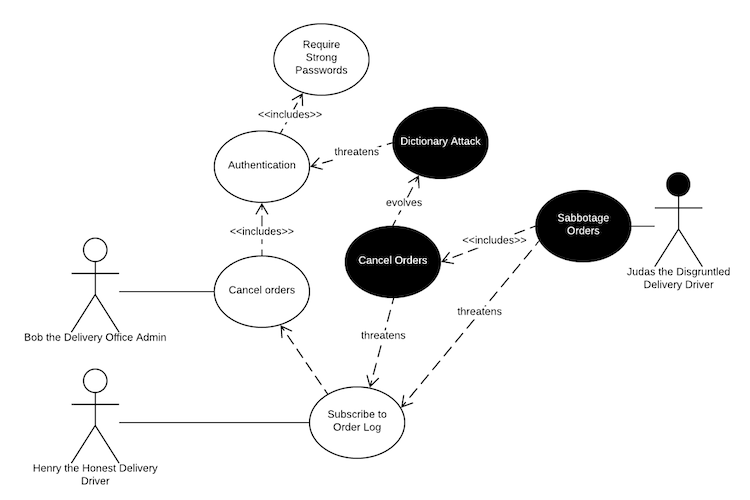 Require
Strong
Passwords
<<includes>>
Dictionary Attack
threatens
Authentication
evolves
Sabbotage
Orders
<<includes>>
<<includes>>
Cancel Orders
Judas the Disgruntled
Delivery Driver
Cancel orders
threatens
threatens
Bob the Delivery Office Admin
Subscribe to
Order Log
Henry the Honest Delivery
Driver